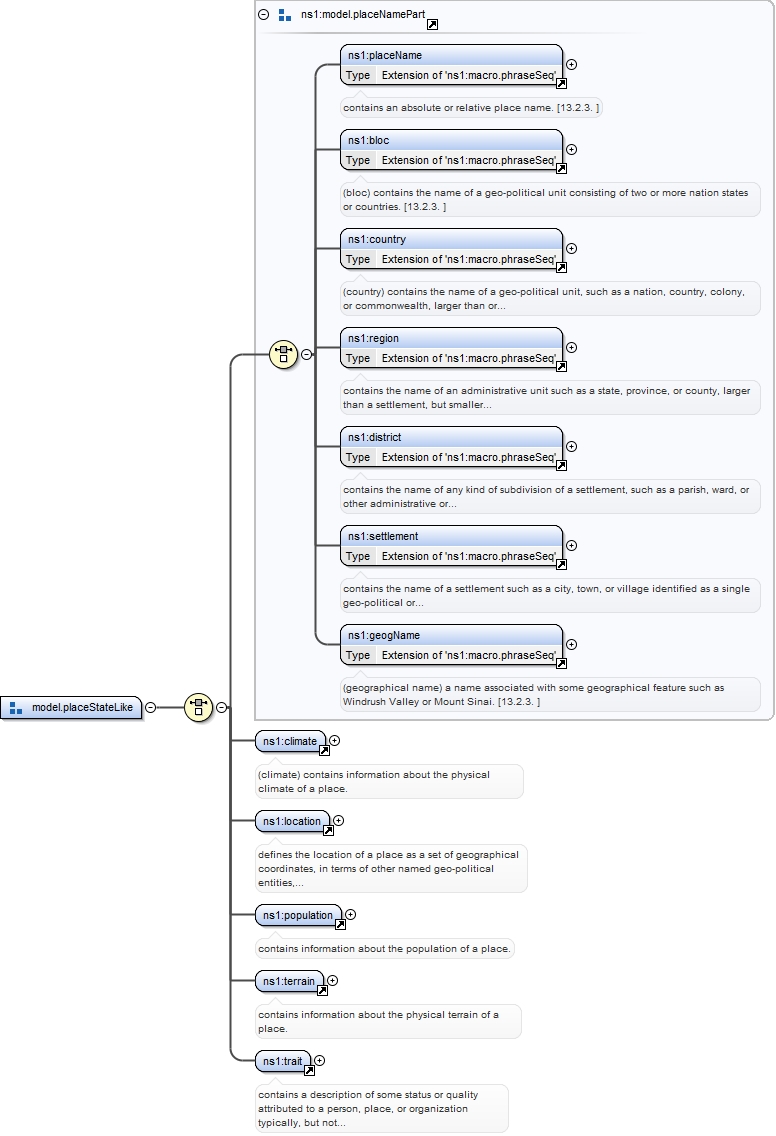 ns1:model.placeNamePart
ns1:placeName
Type Extension of 'ns1:macro.phraseSeq'
contains an absolute or relative place name. [13.2.3. ]
ns1:bloc
Type Extension of 'ns1:macro.phraseSeq'
(bloc) contains the name of a geo-political unit consisting of two or more nation states
or countries. [13.2.3. ]
ns1:country
Type Extension of 'ns1:macro.phraseSeq'
(country) contains the name of a geo-political unit, such as a nation, country, colony,
or commonwealth, larger than or...
ns1:region
Type Extension of 'ns1:macro.phraseSeq'
contains the name of an administrative unit such as a state, province, or county, larger
than a settlement, but smaller...
ns1:district
Type Extension of 'ns1:macro.phraseSeq'
contains the name of any kind of subdivision of a settlement, such as a parish, ward, or
other administrative or...
ns1:settlement
Type Extension of 'ns1:macro.phraseSeq'
contains the name of a settlement such as a city, town, or village identified as a single
geo-political or...
ns1:geogName
Type Extension of 'ns1:macro.phraseSeq'
(geographical name) a name associated with some geographical feature such as
Windrush Valley or Mount Sinai. [13.2.3. ]
model.placeStateLike
ns1:climate
(climate) contains information about the physical
climate of a place.
ns1:location
defines the location of a place as a set of geographical
coordinates, in terms of other named geo-political
entities,...
ns1:population
contains information about the population of a place.
ns1:terrain
contains information about the physical terrain of a
place.
ns1:trait
contains a description of some status or quality
attributed to a person, place, or organization
typically, but not...